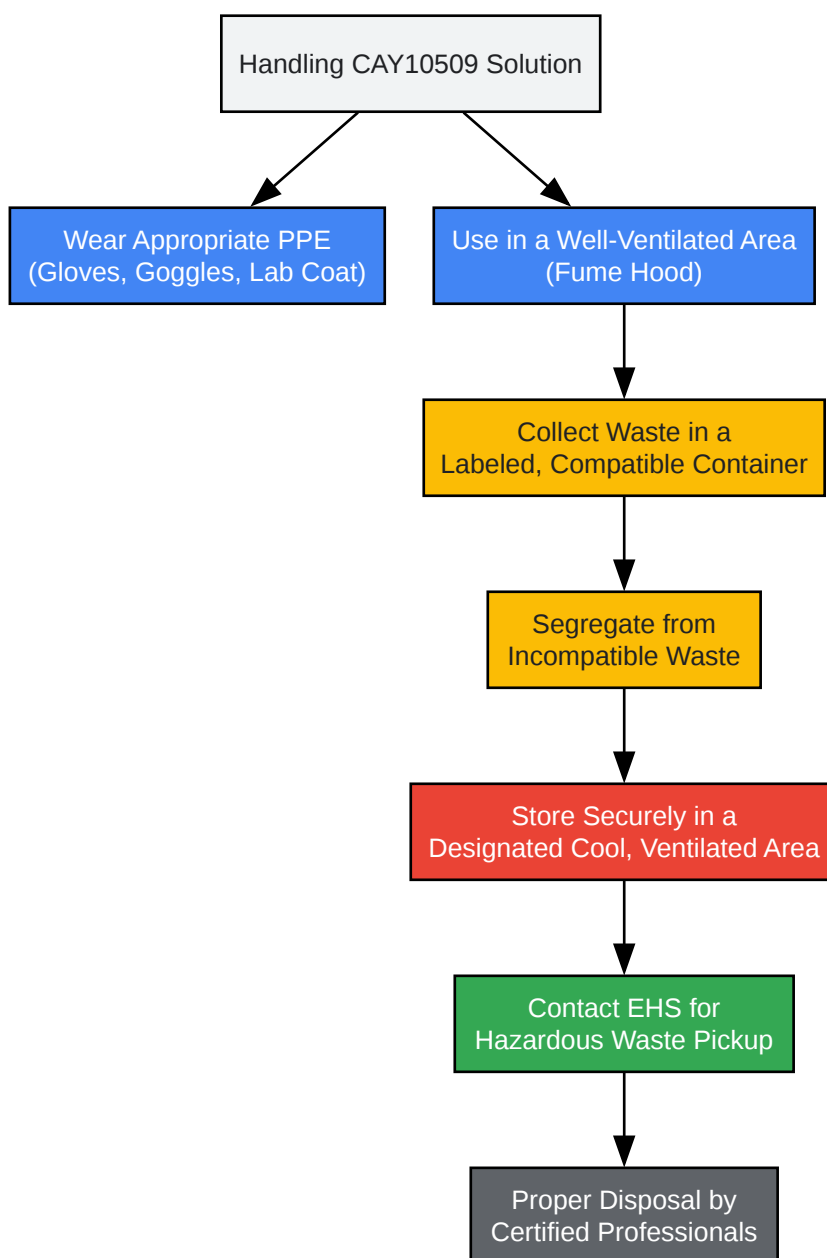 Handling CAY10509 Solution
Wear Appropriate PPE
(Gloves, Goggles, Lab Coat)
Use in a Well-Ventilated Area
(Fume Hood)
Collect Waste in a
Labeled, Compatible Container
Segregate from
Incompatible Waste
Store Securely in a
Designated Cool, Ventilated Area
Contact EHS for
Hazardous Waste Pickup
Proper Disposal by
Certified Professionals